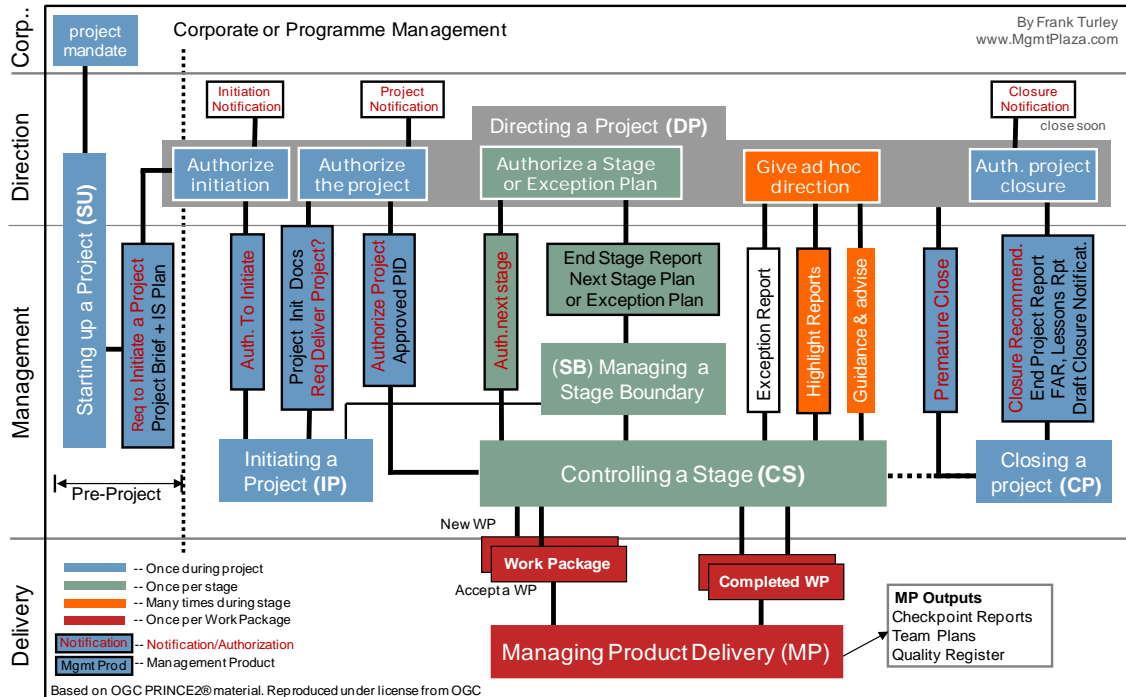 Corp..
project
mandate
Corporate or Programme Management
By Frank Turley
www.MgmtPlaza.com
Direction
Initiation
Notification
Project
Notification
Closure
Notification
close soon
Directing a Project (DP)
Authorize
initiation
Authorize
the project
Authorize a Stage
or Exception Plan
Give ad hoc
direction
Auth. project
closure
Management
Starting up a Project (SU)
Req to Initiate a Project
Project Brief + IS Plan
Auth. To Initiate
Project Init Docs
Req Deliver Project?
Authorize Project
Approved PID
Auth.next stage
End Stage Report
Next Stage Plan
or Exception Plan
Exception Report
Highlight Reports
Guidance & advise
Premature Close
Closure Recommend.
End Project Report
FAR, Lessons Rpt
Draft Closure Notificat.
(SB) Managing a
Stage Boundary
Initiating a
Project (IP)
Controlling a Stage (CS)
Closing a
project (CP)
Pre-Project
Delivery
New WP
Work Package
Accept a WP
Completed WP
Managing Product Delivery (MP)
MP Outputs
Checkpoint Reports
Team Plans
Quality Register
-- Once during project
-- Once per stage
-- Many times during stage
-- Once per Work Package
Notification -- Notification/Authorization
Mgmt Prod -- Management Product
Based on OGC PRINCE2® material. Reproduced under license from OGC